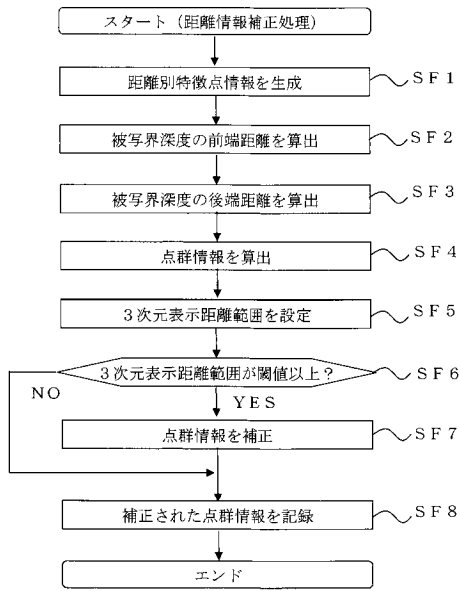 スタート（距離情報補正処理）
距離別特徴点情報を生成
ＳＦ１
被写界深度の前端距離を算出
ＳＦ２
被写界深度の後端距離を算出
ＳＦ３
点群情報を算出
ＳＦ４
３次元表示距離範囲を設定
ＳＦ５
３次元表示距離範囲が閾値以上？
ＳＦ６
ＮＯ
ＹＥＳ
点群情報を補正
ＳＦ７
補正された点群情報を記録
ＳＦ８
エンド